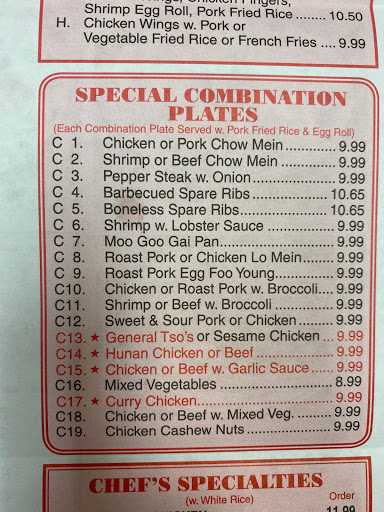 Shrimp Egg Roll, Pork Fried Rice ........ 10.50
H. Chicken Wings w. Pork or
Vegetable Fried Rice or French Fries .... 9.99
SPECIAL COMBINATION
PLATES
(Each Combination Plate Served w. Pork Fried Rice & Egg Roll)
C 1. Chicken or Pork Chow Mein ............ 9.99
C 2. Shrimp or Beef Chow Mein ............. 9.99
C 3. Pepper Steak w. Onion ................... 9.99
C 4. Barbecued Spare Ribs .................. 10.65
C 5. Boneless Spare Ribs..................... 10.65
C 6. Shrimp w. Lobster Sauce ............... 9.99
C 7. Moo Goo Gai Pan........................... 9.99
C 8. Roast Pork or Chicken Lo Mein....... 9.99
C 9. Roast Pork Egg Foo Young............. 9.99
C10. Chicken or Roast Pork w. Broccoli.... 9.99
C11. Shrimp or Beef w. Broccoli ............. 9.99
C12. Sweet & Sour Pork or Chicken ........ 9.99
C13. ★ General Tso's or Sesame Chicken ... 9.99
C14. ★ Hunan Chicken or Beef ................. 9.99
C15. ★ Chicken or Beef w. Garlic Sauce ...... 9.99
C16. Mixed Vegetables .......................... 8.99
C17. ★ Curry Chicken............................... 9.99
C18. Chicken or Beef w. Mixed Veg. ........ 9.99
C19. Chicken Cashew Nuts .................... 9.99
CHEF'S SPECIALTIES
(w. White Rice) Order
11.99